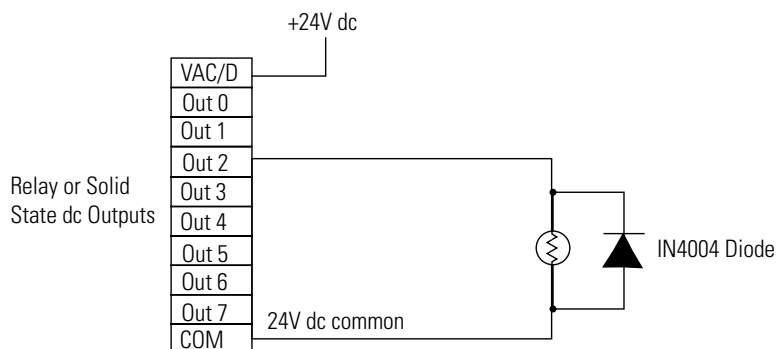 +24V dc
VAC/D
Out 0
Out 1
Out 2
Out 3
Out 4
Out 5
Out 6
Out 7
COM
Relay or Solid
State dc Outputs
24V dc common
IN4004 Diode